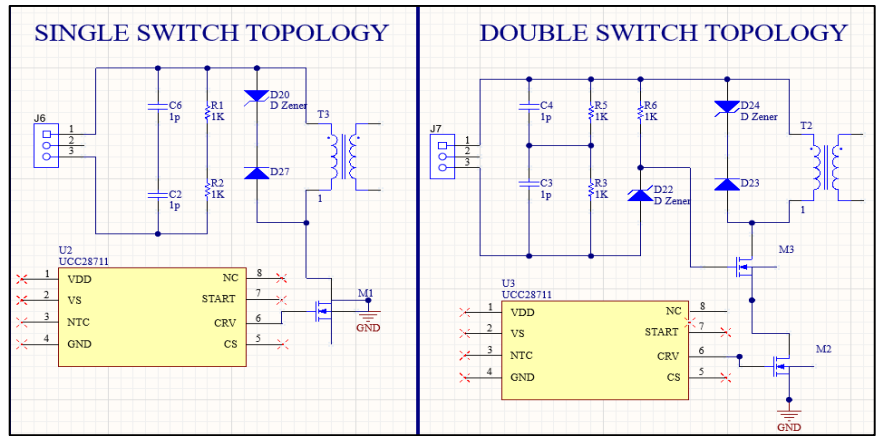 SINGLE SWITCH TOPOLOGY
J6
1
2
3
C6
1p
R1
1K
D20
D Zener
T3
C2
1p
R2
1K
D27
1
U2
UCC28711
1 VDD
2 VS
3 NTC
4 GND
NC 8
START 7
CRV 6
CS 5
M1
GND
DOUBLE SWITCH TOPOLOGY
J7
1
2
3
C4
1p
R5
1K
R6
1K
D24
D Zener
T2
C3
1p
R3
1K
D22
D Zener
D23
1
M3
U3
UCC28711
1 VDD
2 VS
3 NTC
4 GND
NC 8
START 7
CRV 6
CS 5
M2
GND